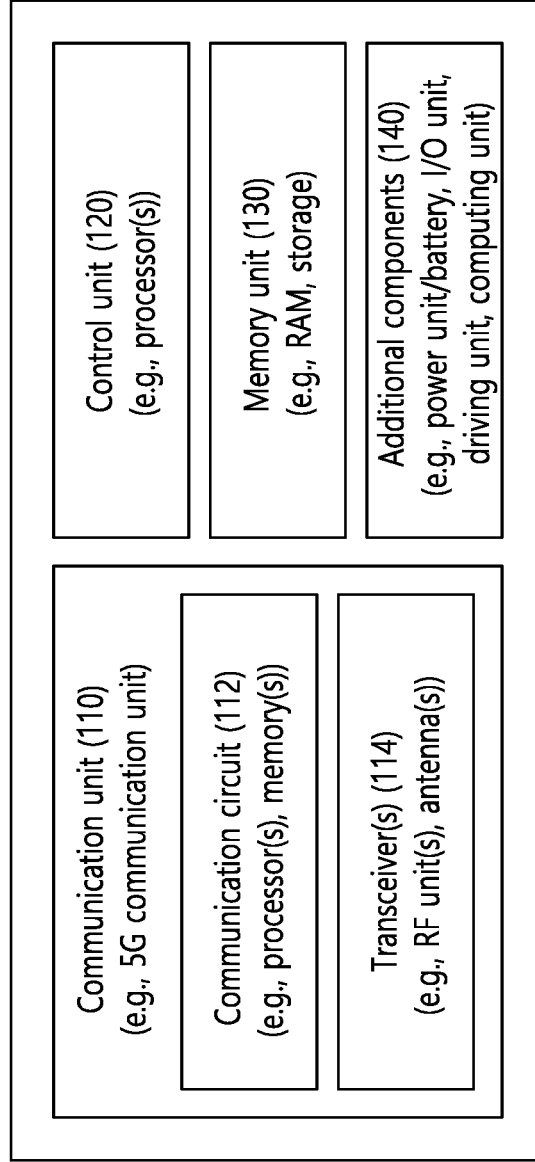 Communication unit (110)
(e.g., 5G communication unit)
Communication circuit (112)
(e.g., processor(s), memory(s))
Transceiver(s) (114)
(e.g., RF unit(s), antenna(s))
Control unit (120)
(e.g., processor(s))
Memory unit (130)
(e.g., RAM, storage)
Additional components (140)
(e.g., power unit/battery, I/O unit,
driving unit, computing unit)